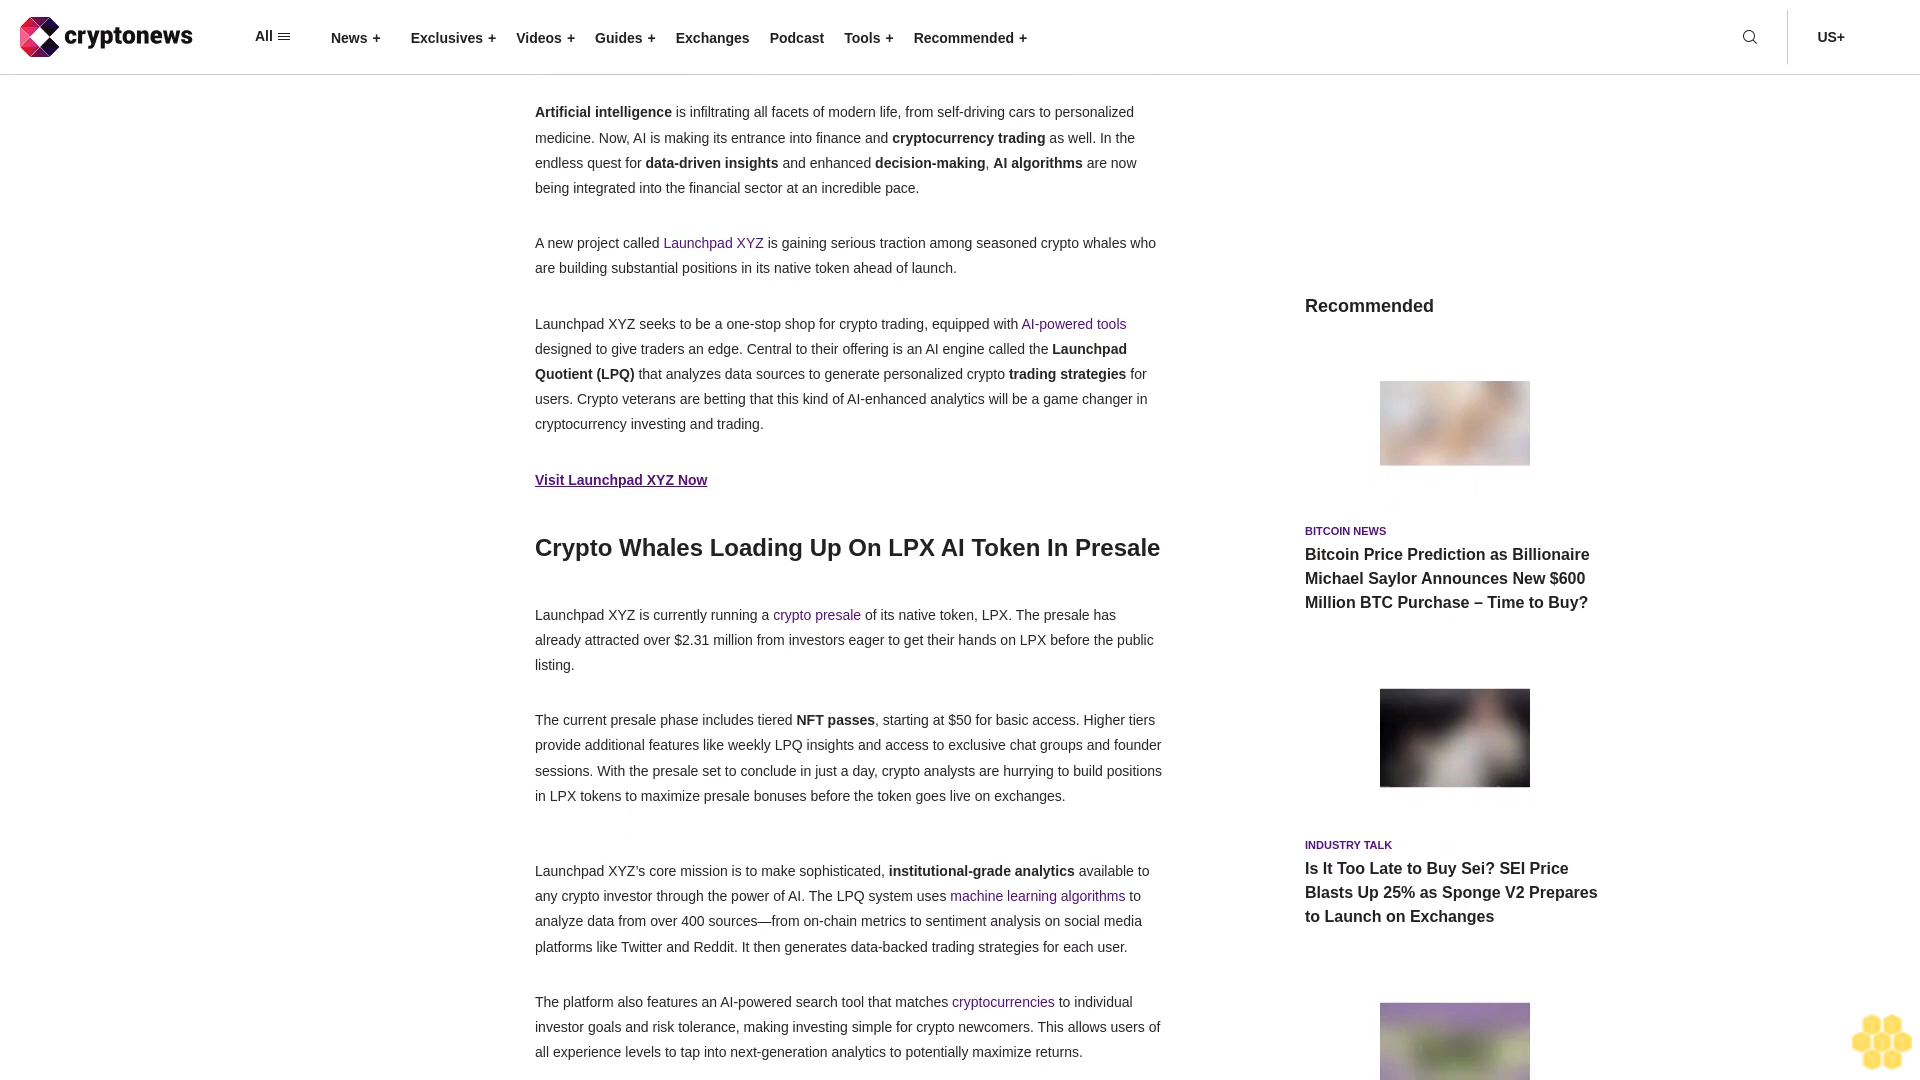 cryptonews
All
News +
Exclusives +
Videos +
Guides +
Exchanges
Podcast
Tools +
Recommended +
US+
Artificial intelligence is infiltrating all facets of modern life, from self-driving cars to personalized
medicine. Now, AI is making its entrance into finance and cryptocurrency trading as well. In the
endless quest for data-driven insights and enhanced decision-making, AI algorithms are now
being integrated into the financial sector at an incredible pace.
A new project called Launchpad XYZ is gaining serious traction among seasoned crypto whales who
are building substantial positions in its native token ahead of launch.
Launchpad XYZ seeks to be a one-stop shop for crypto trading, equipped with AI-powered tools
designed to give traders an edge. Central to their offering is an AI engine called the Launchpad
Quotient (LPQ) that analyzes data sources to generate personalized crypto trading strategies for
users. Crypto veterans are betting that this kind of AI-enhanced analytics will be a game changer in
cryptocurrency investing and trading.
Visit Launchpad XYZ Now
Crypto Whales Loading Up On LPX AI Token In Presale
Launchpad XYZ is currently running a crypto presale of its native token, LPX. The presale has
already attracted over $2.31 million from investors eager to get their hands on LPX before the public
listing.
The current presale phase includes tiered NFT passes, starting at $50 for basic access. Higher tiers
provide additional features like weekly LPQ insights and access to exclusive chat groups and founder
sessions. With the presale set to conclude in just a day, crypto analysts are hurrying to build positions
in LPX tokens to maximize presale bonuses before the token goes live on exchanges.
Launchpad XYZ’s core mission is to make sophisticated, institutional-grade analytics available to
any crypto investor through the power of AI. The LPQ system uses machine learning algorithms to
analyze data from over 400 sources—from on-chain metrics to sentiment analysis on social media
platforms like Twitter and Reddit. It then generates data-backed trading strategies for each user.
The platform also features an AI-powered search tool that matches cryptocurrencies to individual
investor goals and risk tolerance, making investing simple for crypto newcomers. This allows users of
all experience levels to tap into next-generation analytics to potentially maximize returns.
Recommended
BITCOIN NEWS
Bitcoin Price Prediction as Billionaire
Michael Saylor Announces New $600
Million BTC Purchase – Time to Buy?
INDUSTRY TALK
Is It Too Late to Buy Sei? SEI Price
Blasts Up 25% as Sponge V2 Prepares
to Launch on Exchanges